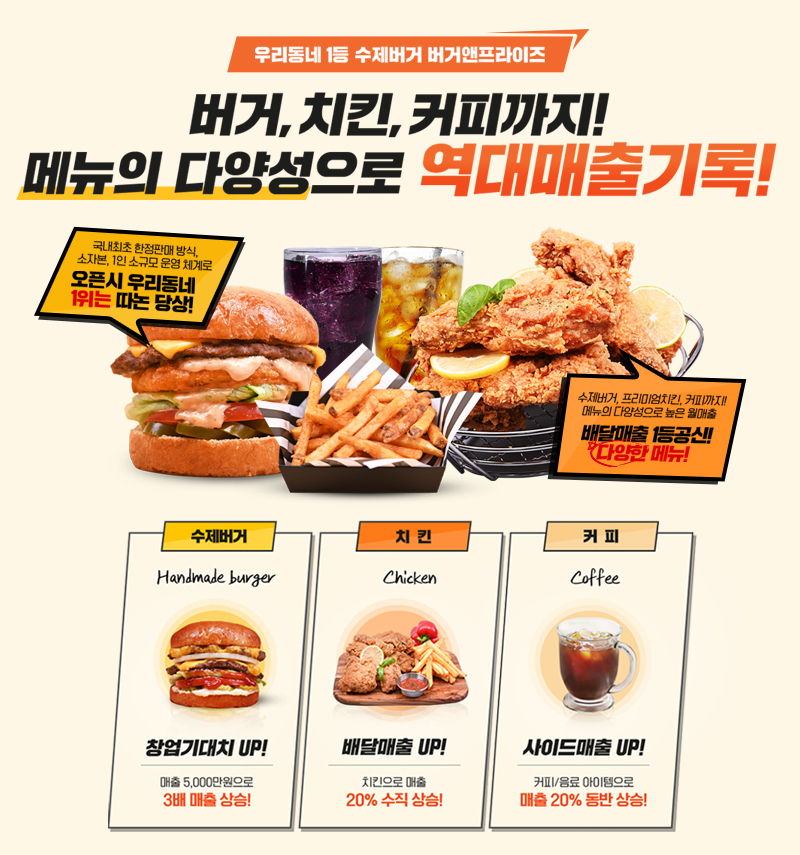 우리동네 1등 수제버거 버거앤프라이즈
버거, 치킨, 커피까지!
메뉴의 다양성으로 역대매출기록!
국내최초 한정판매 방식,
소자본, 1인 소규모 운영 체계로
오픈시 우리동네
1위는 따논 당상!
수제버거, 프리미엄치킨, 커피까지!
메뉴의 다양성으로 높은 월매출
배달매출 1등공신!
다양한 메뉴!
수제버거
Handmade burger
창업기대치 UP!
매출 5,000만원으로
3배 매출 상승!
치킨
Chicken
배달매출 UP!
치킨으로 매출
20% 수직 상승!
커피
Coffee
사이드매출 UP!
커피/음료 아이템으로
매출 20% 동반 상승!